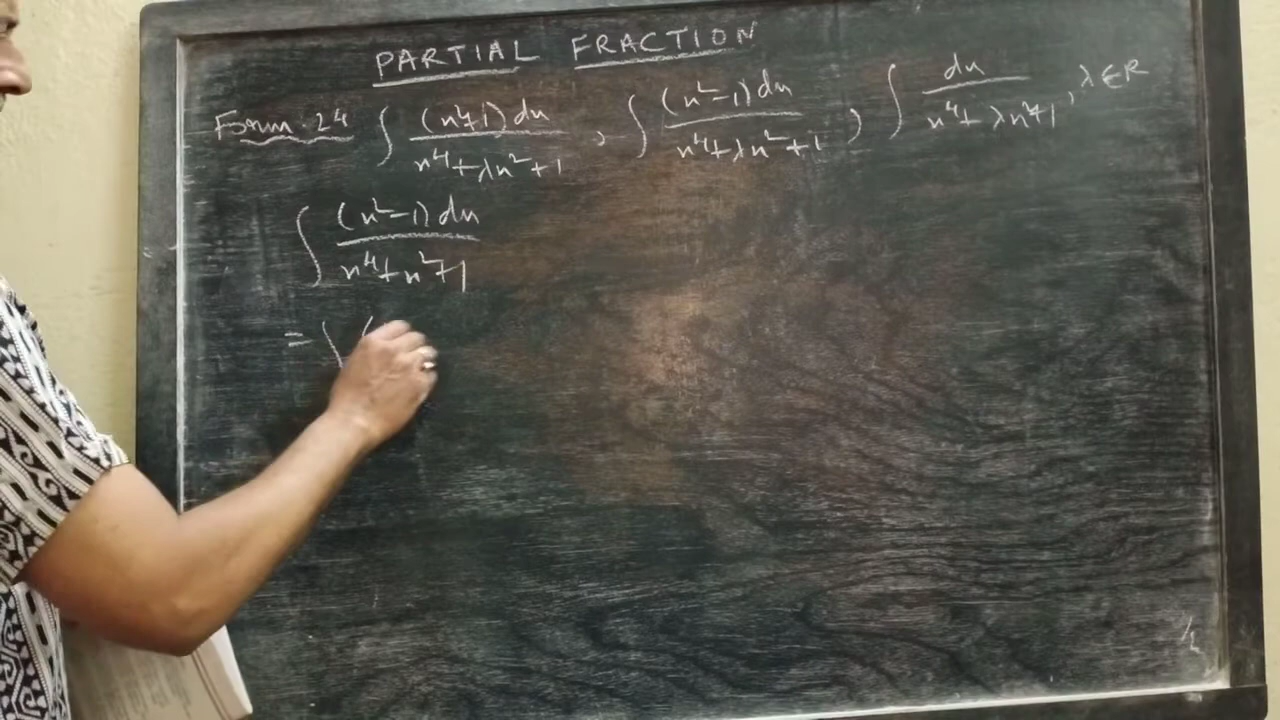 PARTIAL FRACTION
Form. 24 ∫ (x²+1) dx / x⁴+λx²+1 , ∫ (x²-1) dx / x⁴+λx²+1 , ∫ dx / x⁴+λx²+1 , λ∈R
∫ (x²-1) dx / x⁴+x²+1
= ∫ (